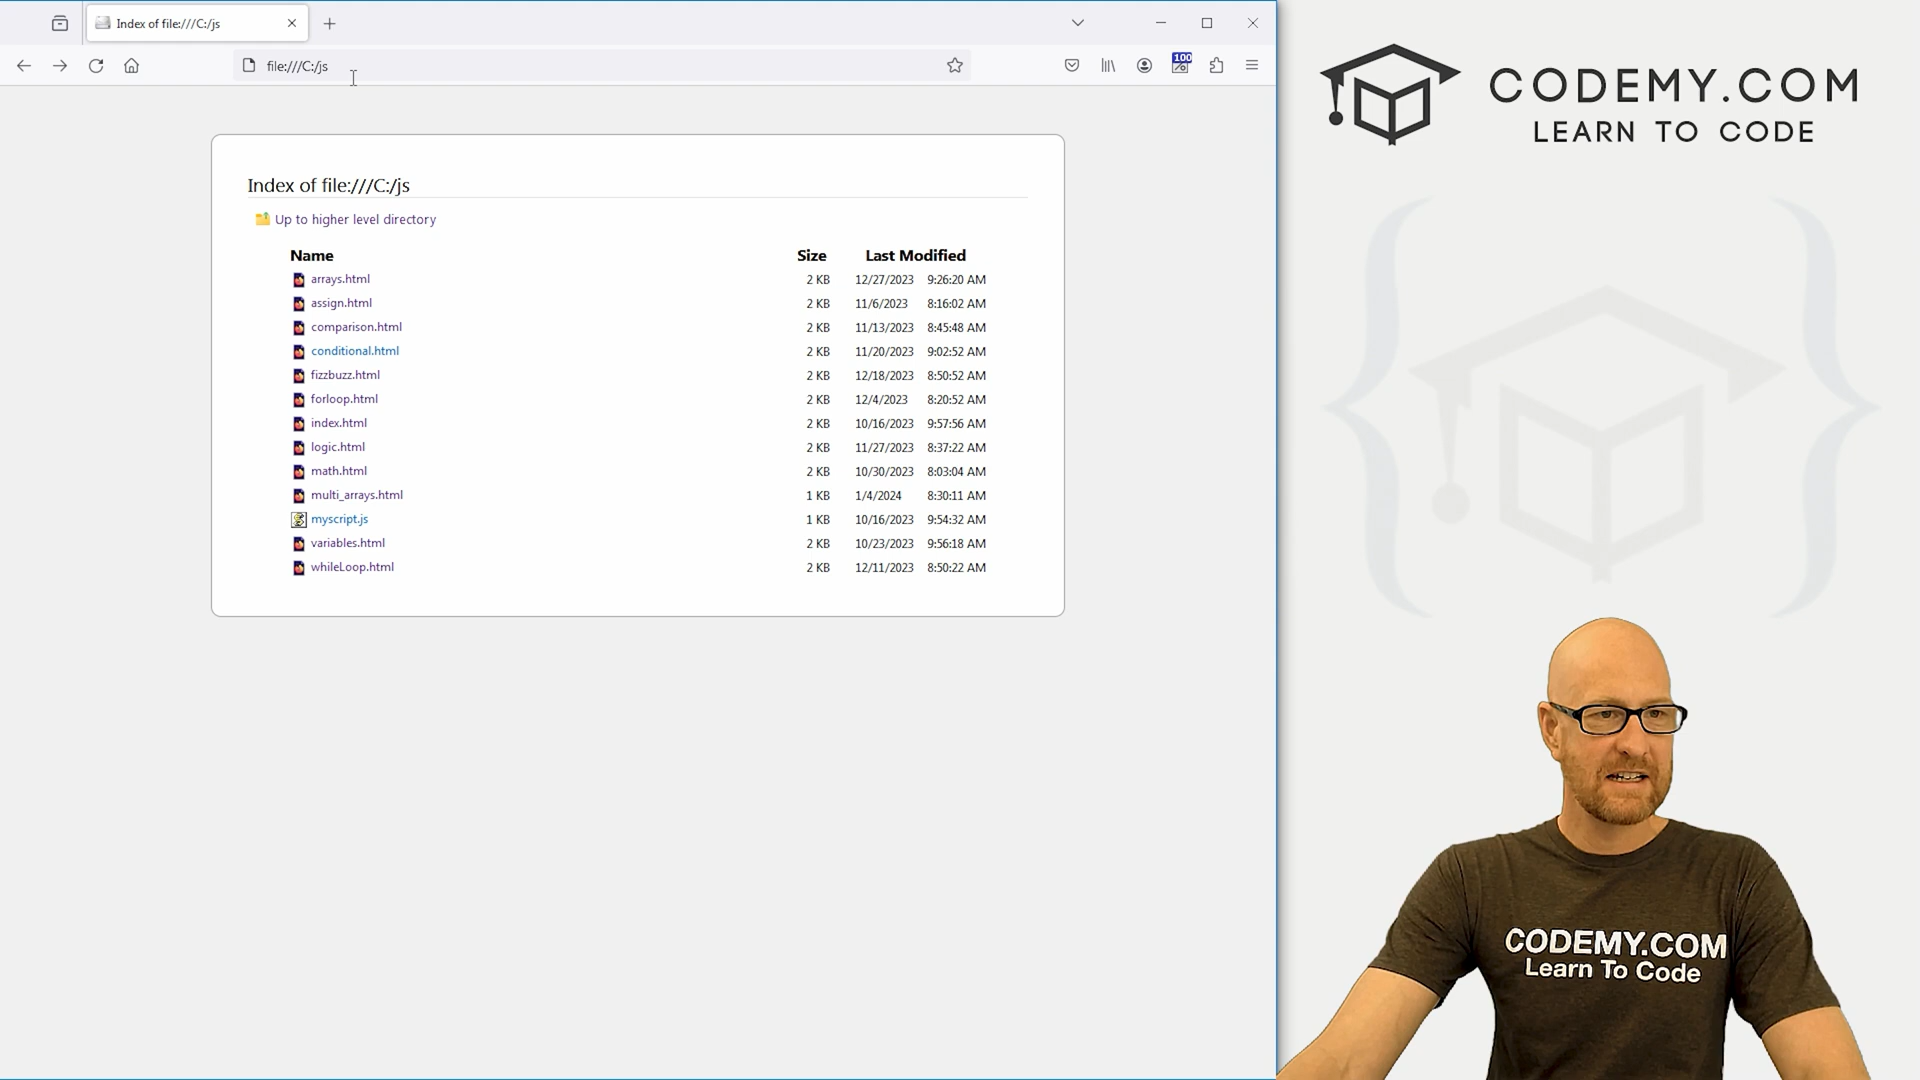 Index of file:///C:/js
file:///C:/js
100
Index of file:///C:/js
Up to higher level directory
Name Size Last Modified
arrays.html 2 KB 12/27/2023 9:26:20 AM
assign.html 2 KB 11/6/2023 8:16:02 AM
comparison.html 2 KB 11/13/2023 8:45:48 AM
conditional.html 2 KB 11/20/2023 9:02:52 AM
fizzbuzz.html 2 KB 12/18/2023 8:50:52 AM
forloop.html 2 KB 12/4/2023 8:20:52 AM
index.html 2 KB 10/16/2023 9:57:56 AM
logic.html 2 KB 11/27/2023 8:37:22 AM
math.html 2 KB 10/30/2023 8:03:04 AM
multi_arrays.html 1 KB 1/4/2024 8:30:11 AM
myscript.js 1 KB 10/16/2023 9:54:32 AM
variables.html 2 KB 10/23/2023 9:56:18 AM
whileLoop.html 2 KB 12/11/2023 8:50:22 AM
CODEMY.COM
LEARN TO CODE
CODEMY.COM
Learn To Code